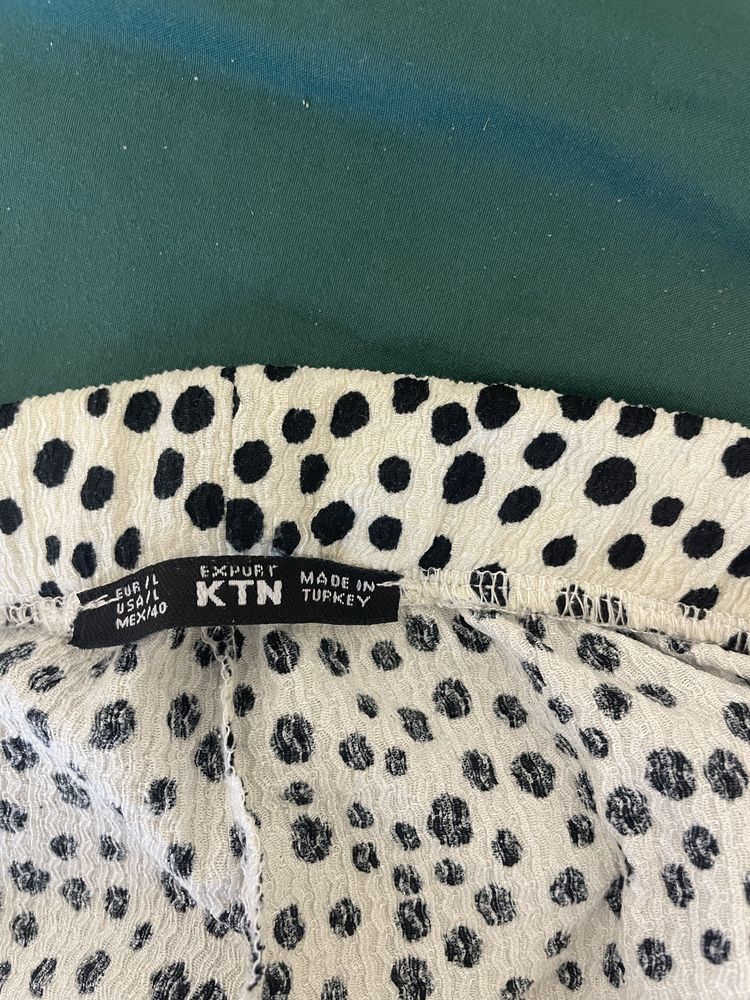 EUR/L
USA/L
MEX/40
EXPORT
KTN
MADE IN
TURKEY